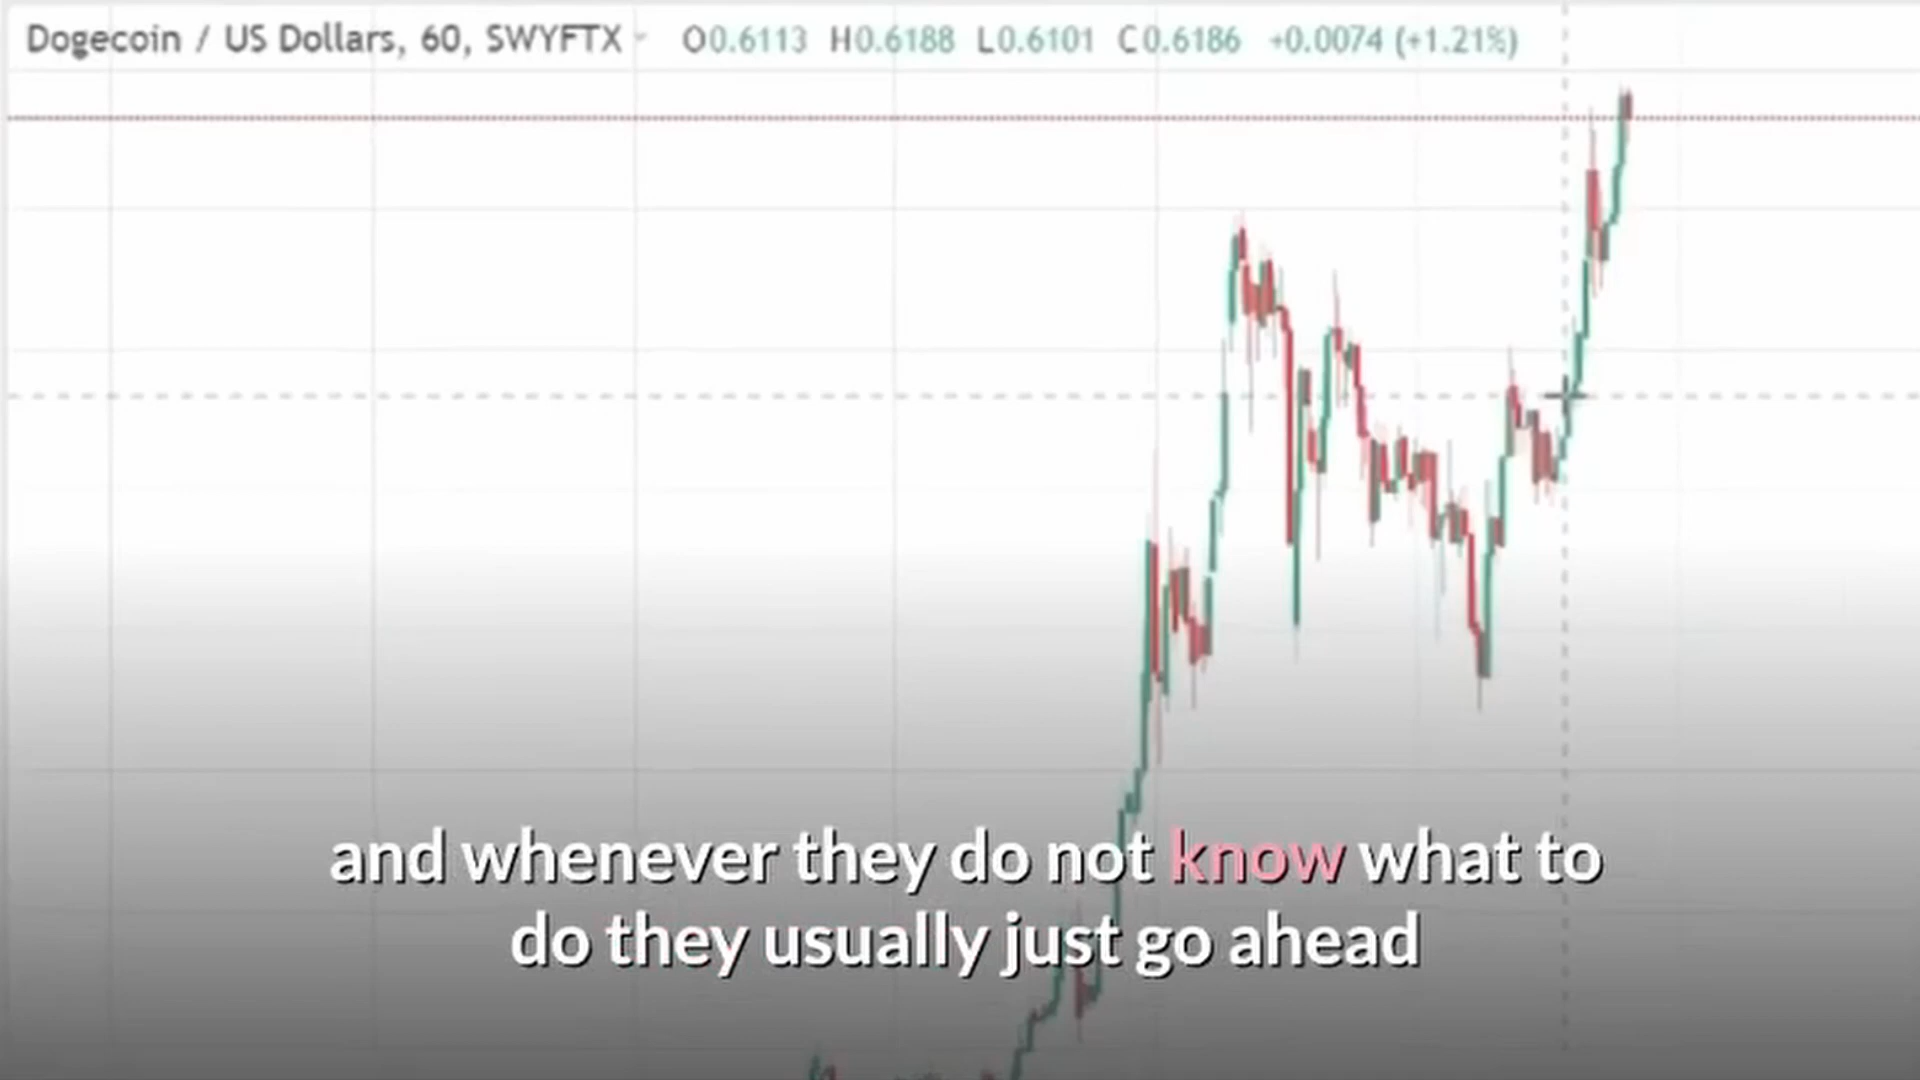 Dogecoin / US Dollars, 60, SWYFTX O0.6113 H0.6188 L0.6101 C0.6186 +0.0074 (+1.21%)
and whenever they do not know what to
do they usually just go ahead